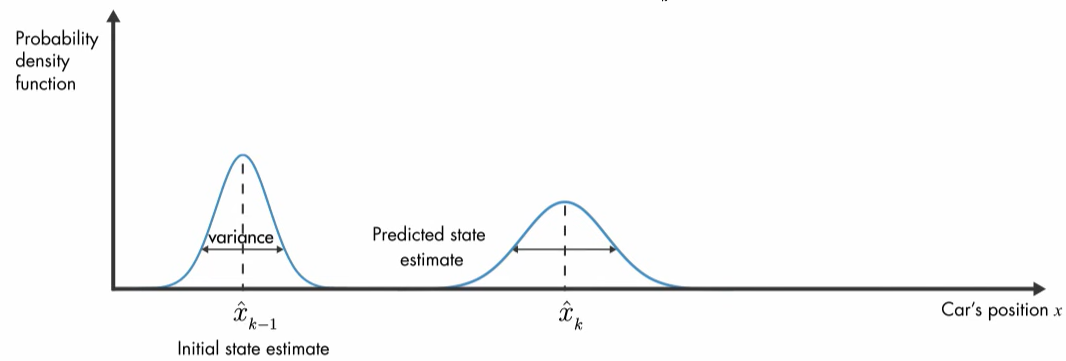 Probability
density
function
variance
Predicted state
estimate
x̂ₖ₋₁
x̂ₖ
Car's position x
Initial state estimate